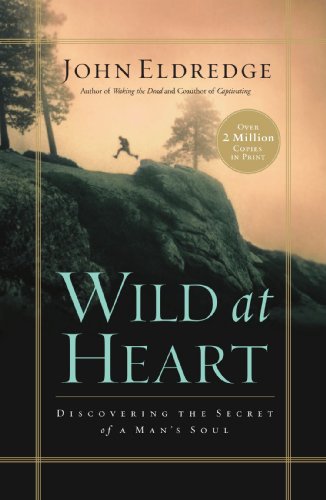 JOHN ELDREDGE
Author of Waking the Dead and Coauthor of Captivating
OVER
2 MILLION
COPIES
IN PRINT
WILD at
HEART
DISCOVERING THE SECRET
of A MAN'S SOUL